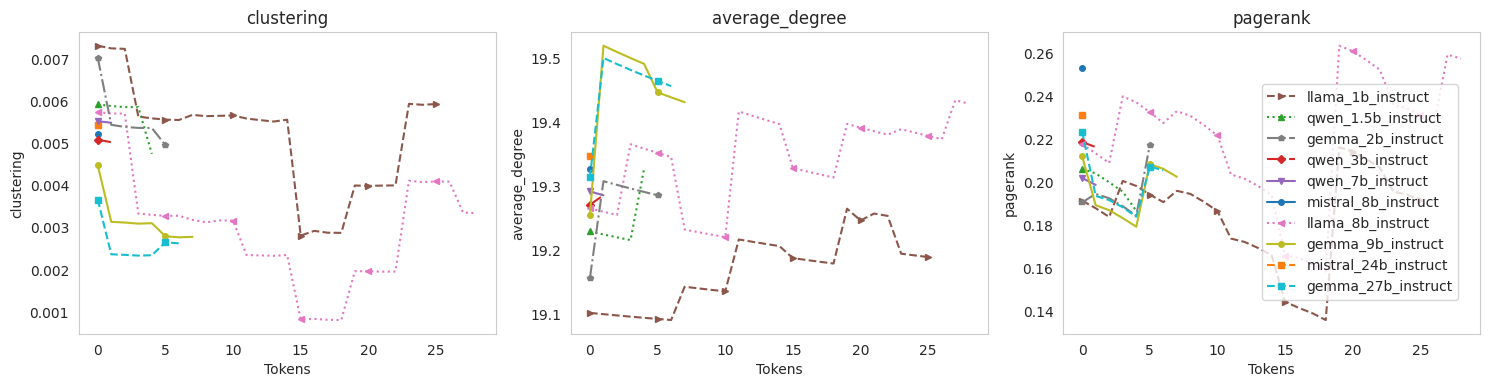 clustering
clustering
0.007
0.006
0.005
0.004
0.003
0.002
0.001
0
5
10
15
20
25
Tokens
average_degree
average_degree
19.5
19.4
19.3
19.2
19.1
0
5
10
15
20
25
Tokens
pagerank
pagerank
0.26
0.24
0.22
0.20
0.18
0.16
0.14
0
5
10
15
20
25
Tokens
llama_1b_instruct
qwen_1.5b_instruct
gemma_2b_instruct
qwen_3b_instruct
qwen_7b_instruct
mistral_8b_instruct
llama_8b_instruct
gemma_9b_instruct
mistral_24b_instruct
gemma_27b_instruct